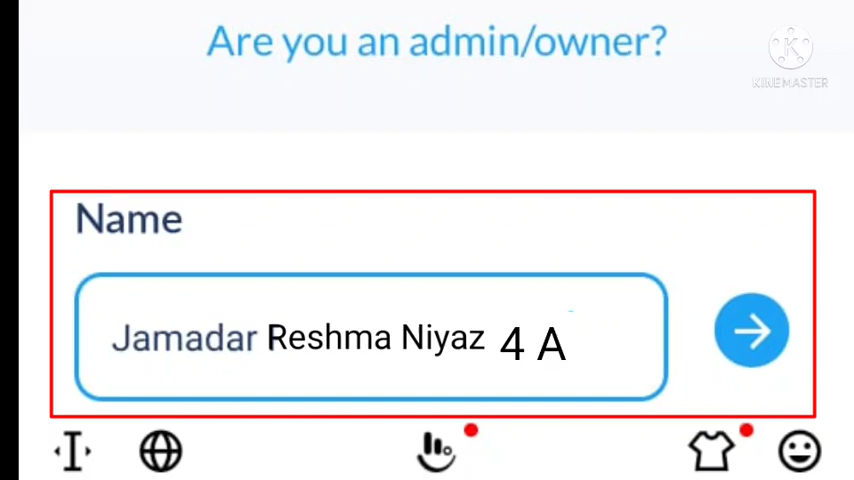 Are you an admin/owner?
KINEMASTER
Name
Jamadar Reshma Niyaz 4 A